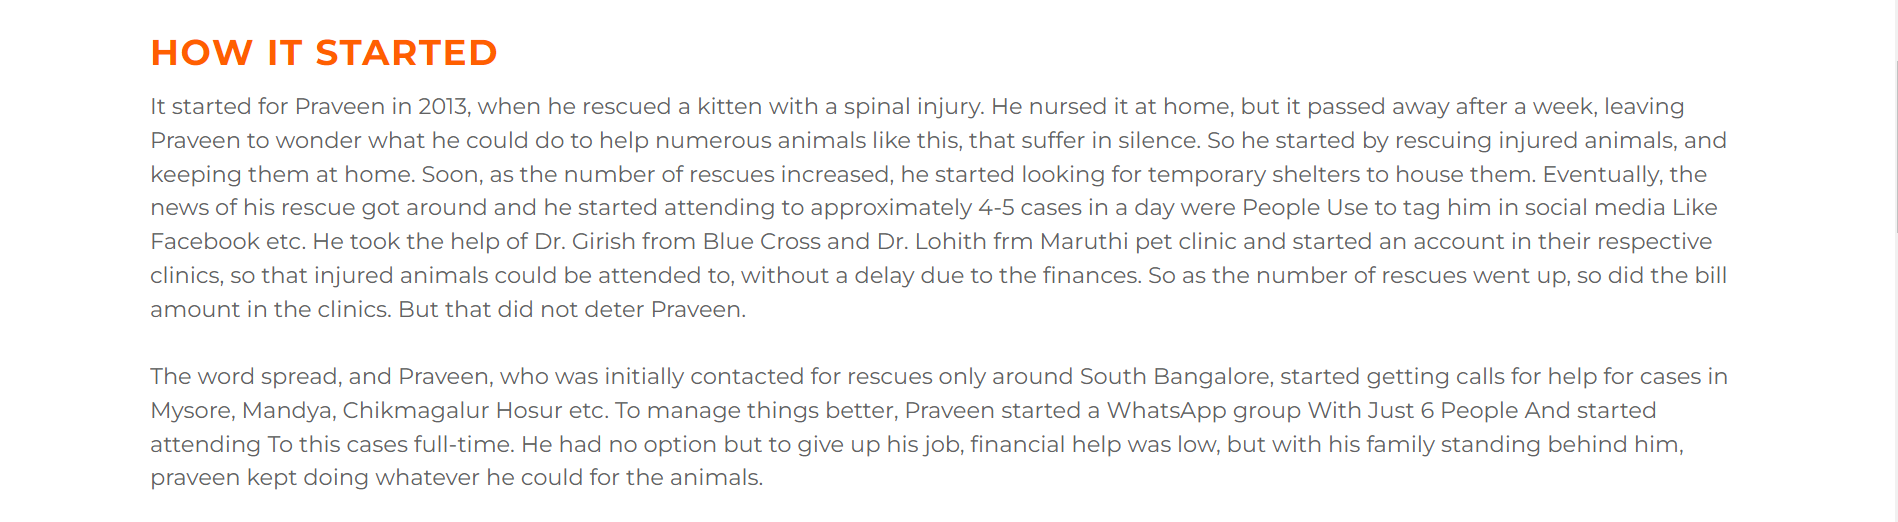 HOW IT STARTED
It started for Praveen in 2013, when he rescued a kitten with a spinal injury. He nursed it at home, but it passed away after a week, leaving
Praveen to wonder what he could do to help numerous animals like this, that suffer in silence. So he started by rescuing injured animals, and
keeping them at home. Soon, as the number of rescues increased, he started looking for temporary shelters to house them. Eventually, the
news of his rescue got around and he started attending to approximately 4-5 cases in a day were People Use to tag him in social media Like
Facebook etc. He took the help of Dr. Girish from Blue Cross and Dr. Lohith frm Maruthi pet clinic and started an account in their respective
clinics, so that injured animals could be attended to, without a delay due to the finances. So as the number of rescues went up, so did the bill
amount in the clinics. But that did not deter Praveen.
The word spread, and Praveen, who was initially contacted for rescues only around South Bangalore, started getting calls for help for cases in
Mysore, Mandya, Chikmagalur Hosur etc. To manage things better, Praveen started a WhatsApp group With Just 6 People And started
attending To this cases full-time. He had no option but to give up his job, financial help was low, but with his family standing behind him,
praveen kept doing whatever he could for the animals.